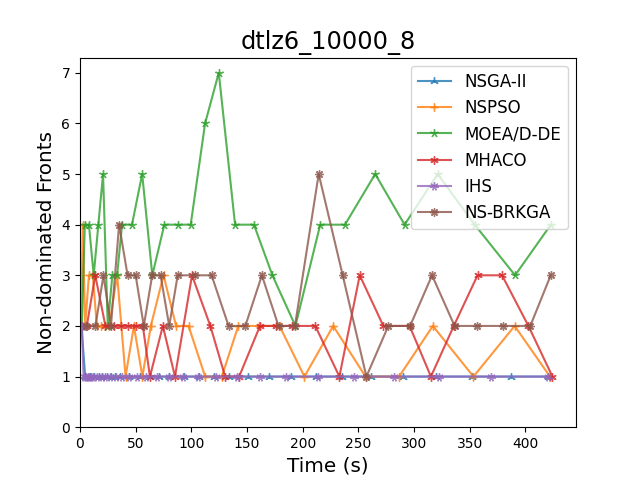 dtlz6_10000_8
Non-dominated Fronts
7
6
5
4
3
2
1
0
0 50 100 150 200 250 300 350 400
Time (s)
NSGA-II
NSPSO
MOEA/D-DE
MHACO
IHS
NS-BRKGA